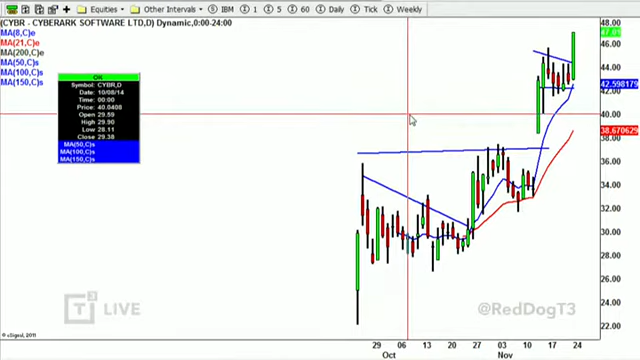 Equities
Other Intervals
IBM
1
5
60
Daily
Tick
Weekly
(CYBR - CYBERARK SOFTWARE LTD,D) Dynamic,0:00-24:00
MA(8,C)e
MA(21,C)e
MA(200,C)e
MA(50,C)s
MA(100,C)s
MA(150,C)s
OK
Symbol: CYBR,D
Date: 10/08/14
Time: 00:00
Price: 40.0408
Open 29.59
High 29.90
Low 28.11
Close 29.38
MA(50,C)s
MA(100,C)s
MA(150,C)s
48.00
44.00
42.598179
42.00
40.00
38.670629
38.00
36.00
34.00
32.00
30.00
28.00
26.00
24.00
22.00
T3 LIVE
@RedDogT3
© eSignal, 2011
29 06 13 20 27 03 10 17 24
Oct Nov